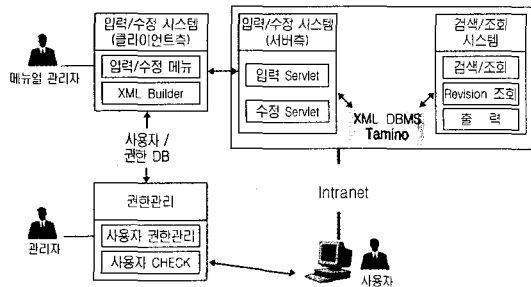 입력/수정 시스템
(클라이언트측)
입력/수정 메뉴
XML Builder
메뉴얼 관리자
입력/수정 시스템
(서버측)
입력 Servlet
수정 Servlet
XML DBMS
Tamino
검색/조회
시스템
검색/조회
Revision 조회
출 력
사용자 /
권한 DB
권한관리
사용자 권한관리
사용자 CHECK
관리자
Intranet
사용자